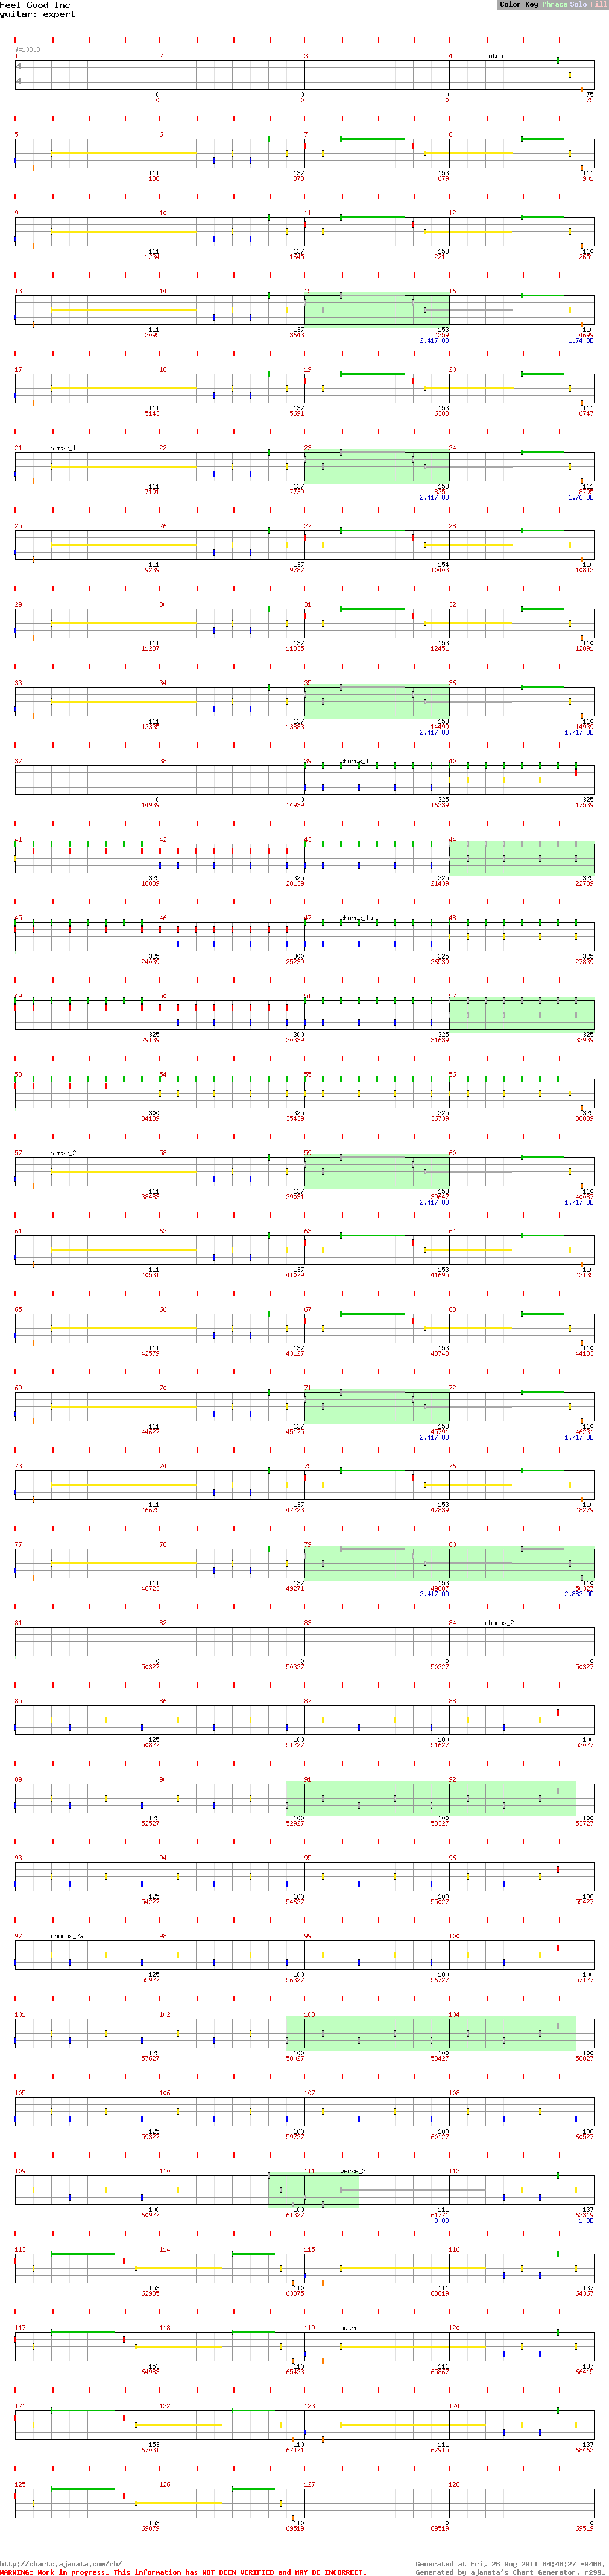 Feel Good Inc
guitar: expert
Color Key Phrase Solo Fill
♩=138.3
1 2 3 4 intro
4
4
0 0 0 75
0 0 0 75
5 6 7 8
111 137 153 111
186 373 679 901
9 10 11 12
111 137 153 110
1234 1645 2211 2651
13 14 15 16
111 137 153 110
3095 3643 4259 4699
2.417 OD 1.74 OD
17 18 19 20
111 137 153 111
5143 5691 6303 6747
21 verse_1 22 23 24
111 137 153 111
7191 7739 8351 8795
2.417 OD 1.76 OD
25 26 27 28
111 137 154 110
9239 9787 10403 10843
29 30 31 32
111 137 153 110
11287 11835 12451 12891
33 34 35 36
111 137 153 110
13335 13883 14499 14939
2.417 OD 1.717 OD
37 38 39 chorus_1 40
0 0 325 325
14939 14939 16239 17539
41 42 43 44
325 325 325 325
18839 20139 21439 22739
45 46 47 chorus_1a 48
325 300 325 325
24039 25239 26539 27839
49 50 51 52
325 300 325 325
29139 30339 31639 32939
53 54 55 56
300 325 325 325
34139 35439 36739 38039
57 verse_2 58 59 60
111 137 153 110
38483 39031 39647 40087
2.417 OD 1.717 OD
61 62 63 64
111 137 153 110
40531 41079 41695 42135
65 66 67 68
111 137 153 110
42579 43127 43743 44183
69 70 71 72
111 137 153 110
44627 45175 45791 46231
2.417 OD 1.717 OD
73 74 75 76
111 137 153 110
46675 47223 47839 48279
77 78 79 80
111 137 153 110
48723 49271 49887 50327
2.417 OD 2.883 OD
81 82 83 84 chorus_2
0 0 0 0
50327 50327 50327 50327
85 86 87 88
125 100 100 100
50827 51227 51627 52027
89 90 91 92
125 100 100 100
52527 52927 53327 53727
93 94 95 96
125 100 100 100
54227 54627 55027 55427
97 chorus_2a 98 99 100
125 100 100 100
55927 56327 56727 57127
101 102 103 104
125 100 100 100
57627 58027 58427 58827
105 106 107 108
125 100 100 100
59327 59727 60127 60527
109 110 111 verse_3 112
100 100 111 137
60927 61327 61771 62319
3 OD 1 OD
113 114 115 116
153 110 111 137
62935 63375 63819 64367
117 118 119 outro 120
153 110 111 137
64983 65423 65867 66415
121 122 123 124
153 110 111 137
67031 67471 67915 68463
125 126 127 128
153 110 0 0
69079 69519 69519 69519
http://charts.ajanata.com/rb/ Generated at Fri, 26 Aug 2011 04:46:27 -0400.
WARNING: Work in progress. This information has NOT BEEN VERIFIED and MAY BE INCORRECT. Generated by ajanata's Chart Generator, r299.